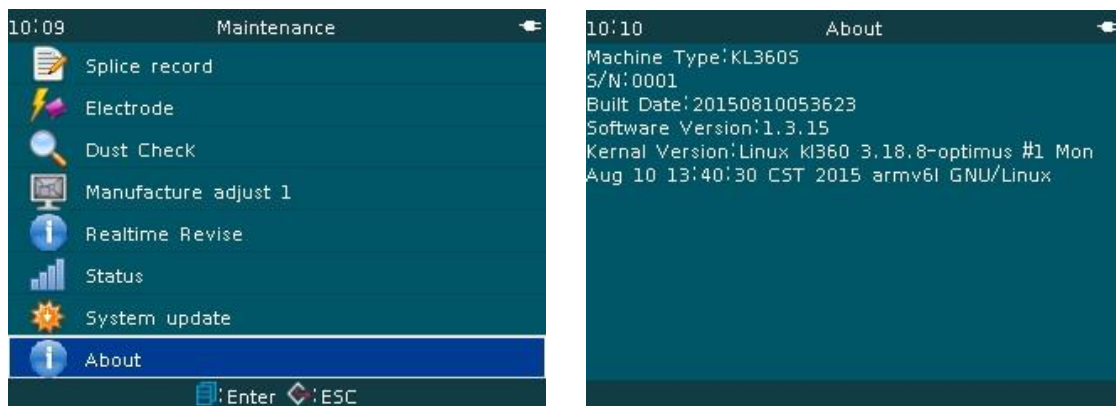 10:09 Maintenance
Splice record
Electrode
Dust Check
Manufacture adjust 1
Realtime Revise
Status
System update
About
:Enter :ESC
10:10 About
Machine Type:KL360S
S/N:0001
Built Date:20150810053623
Software Version:1.3.15
Kernal Version:Linux Kl360 3.18.8-optimus #1 Mon
Aug 10 13:40:30 CST 2015 armv6l GNU/Linux